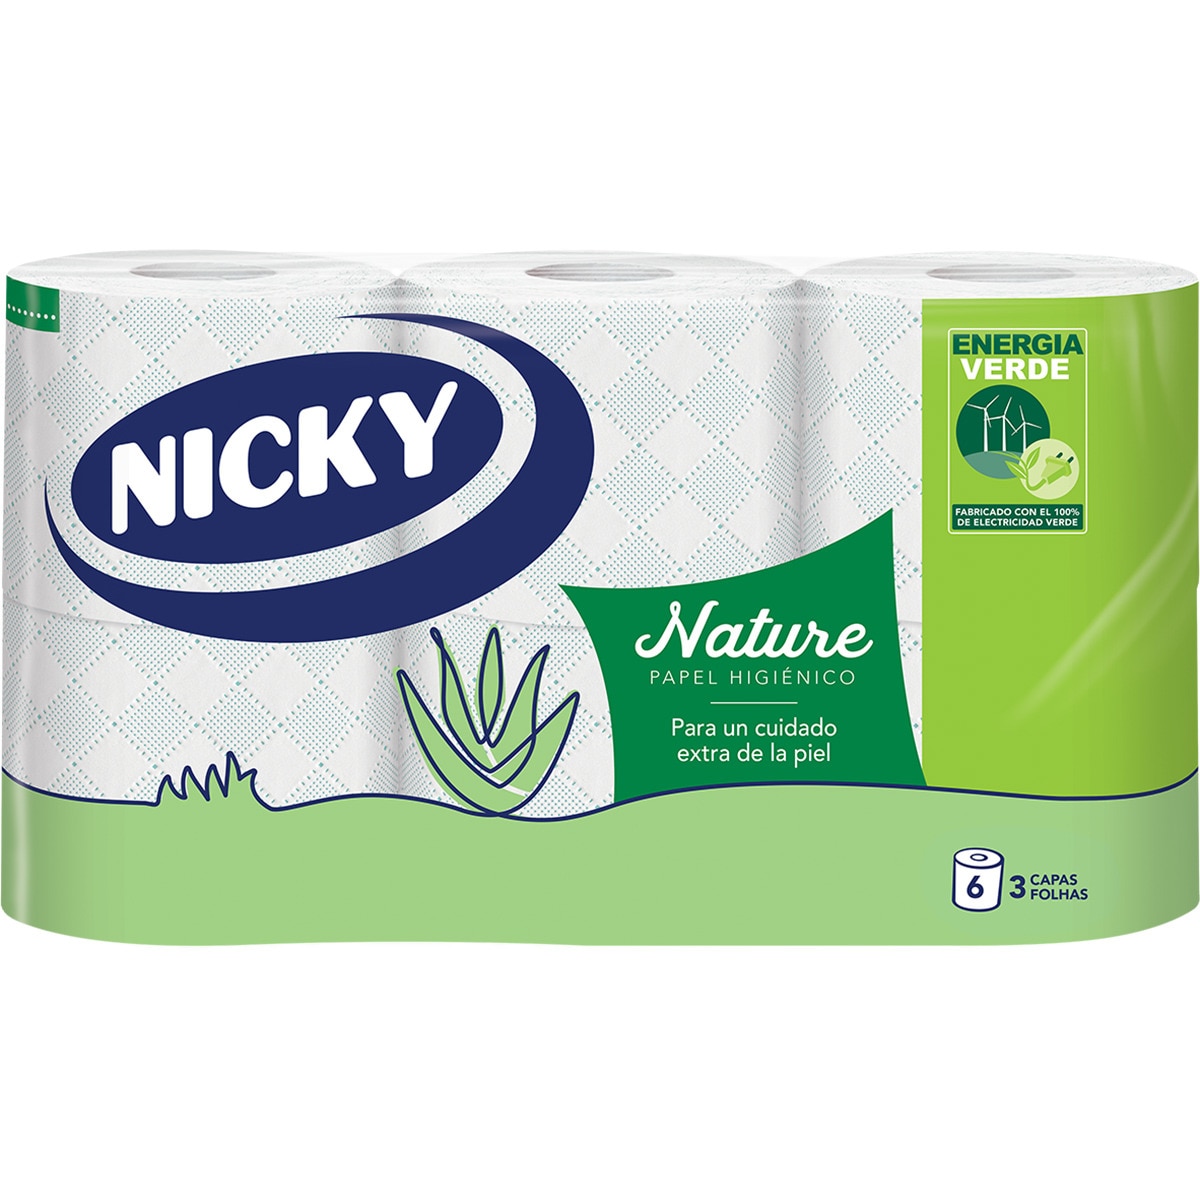 NICKY
ENERGIA
VERDE
FABRICADO CON EL 100%
DE ELECTRICIDAD VERDE
Nature
PAPEL HIGIÉNICO
Para un cuidado
extra de la piel
6
3 CAPAS
FOLHAS